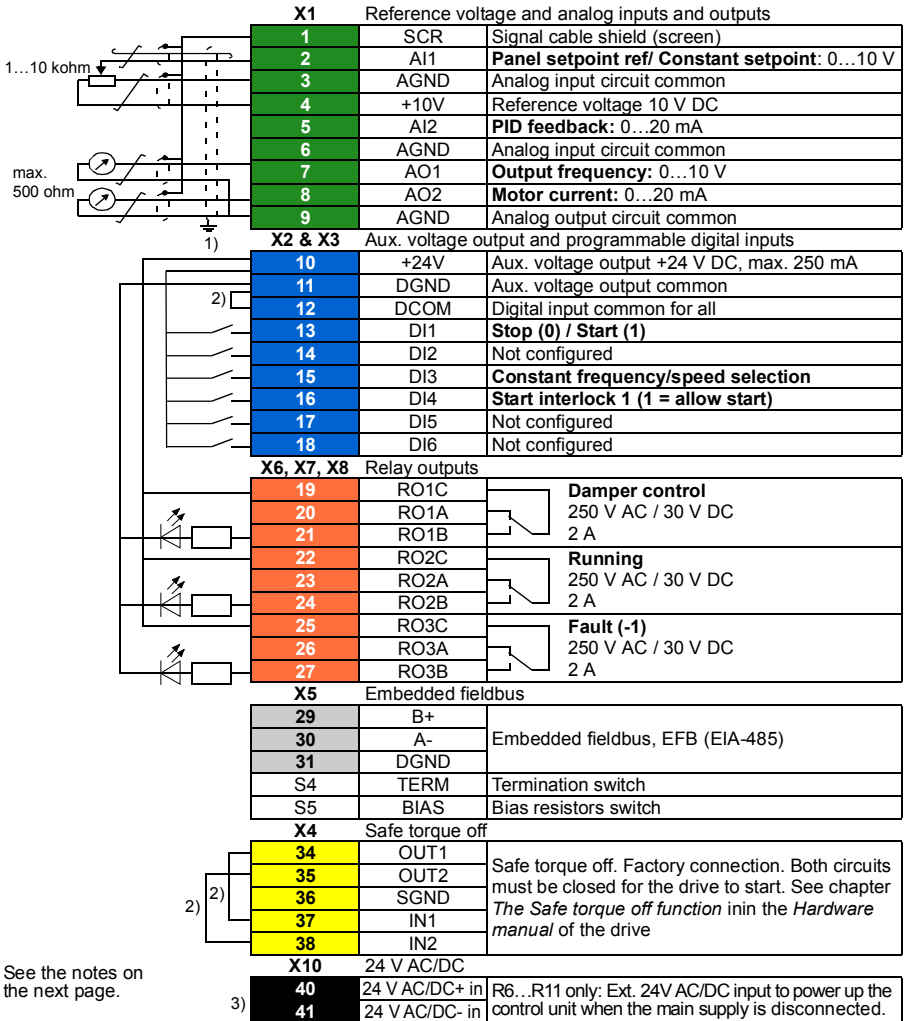 X1 Reference voltage and analog inputs and outputs
1 SCR Signal cable shield (screen)
1…10 kohm
2 AI1 Panel setpoint ref/ Constant setpoint: 0…10 V
3 AGND Analog input circuit common
4 +10V Reference voltage 10 V DC
5 AI2 PID feedback: 0…20 mA
6 AGND Analog input circuit common
max.
500 ohm
7 AO1 Output frequency: 0…10 V
8 AO2 Motor current: 0…20 mA
9 AGND Analog output circuit common
1)
X2 & X3 Aux. voltage output and programmable digital inputs
10 +24V Aux. voltage output +24 V DC, max. 250 mA
11 DGND Aux. voltage output common
2)
12 DCOM Digital input common for all
13 DI1 Stop (0) / Start (1)
14 DI2 Not configured
15 DI3 Constant frequency/speed selection
16 DI4 Start interlock 1 (1 = allow start)
17 DI5 Not configured
18 DI6 Not configured
X6, X7, X8 Relay outputs
19 RO1C Damper control
20 RO1A 250 V AC / 30 V DC
21 RO1B 2 A
22 RO2C Running
23 RO2A 250 V AC / 30 V DC
24 RO2B 2 A
25 RO3C Fault (-1)
26 RO3A 250 V AC / 30 V DC
27 RO3B 2 A
X5 Embedded fieldbus
29 B+
30 A- Embedded fieldbus, EFB (EIA-485)
31 DGND
S4 TERM Termination switch
S5 BIAS Bias resistors switch
X4 Safe torque off
34 OUT1
35 OUT2
36 SGND
37 IN1
38 IN2
Safe torque off. Factory connection. Both circuits
must be closed for the drive to start. See chapter
The Safe torque off function inin the Hardware
manual of the drive
2)
2)
X10 24 V AC/DC
See the notes on
the next page.
3)
40 24 V AC/DC+ in
41 24 V AC/DC- in
R6…R11 only: Ext. 24V AC/DC input to power up the
control unit when the main supply is disconnected.